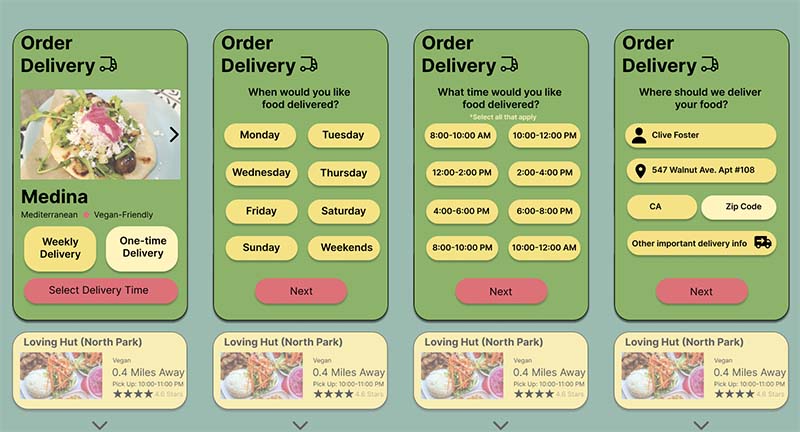 Order
Delivery
Medina
Mediterranean Vegan-Friendly
Weekly
Delivery
One-time
Delivery
Select Delivery Time
Loving Hut (North Park)
Vegan
0.4 Miles Away
Pick Up: 10:00-11:00 PM
4.6 Stars
Order
Delivery
When would you like
food delivered?
Monday
Tuesday
Wednesday
Thursday
Friday
Saturday
Sunday
Weekends
Next
Loving Hut (North Park)
Vegan
0.4 Miles Away
Pick Up: 10:00-11:00 PM
4.6 Stars
Order
Delivery
What time would you like
food delivered?
*Select all that apply
8:00-10:00 AM
10:00-12:00 PM
12:00-2:00 PM
2:00-4:00 PM
4:00-6:00 PM
6:00-8:00 PM
8:00-10:00 PM
10:00-12:00 AM
Next
Loving Hut (North Park)
Vegan
0.4 Miles Away
Pick Up: 10:00-11:00 PM
4.6 Stars
Order
Delivery
Where should we deliver
your food?
Clive Foster
547 Walnut Ave. Apt #108
CA
Zip Code
Other important delivery info
Next
Loving Hut (North Park)
Vegan
0.4 Miles Away
Pick Up: 10:00-11:00 PM
4.6 Stars